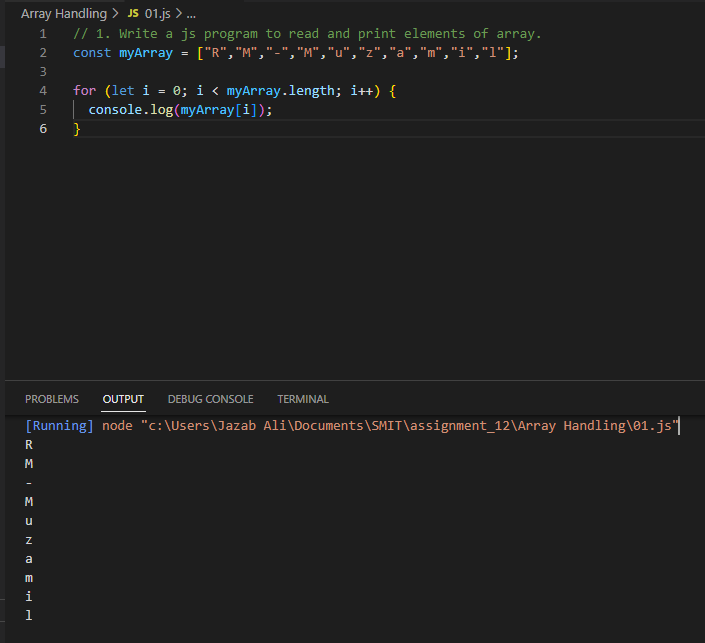 Array Handling > JS 01.js > ...
1 // 1. Write a js program to read and print elements of array.
2 const myArray = ["R","M","-","M","u","z","a","m","i","l"];
3
4 for (let i = 0; i < myArray.length; i++) {
5   console.log(myArray[i]);
6 }
PROBLEMS OUTPUT DEBUG CONSOLE TERMINAL
[Running] node "c:\Users\Jazab Ali\Documents\SMIT\assignment_12\Array Handling\01.js"
R
M
-
M
u
z
a
m
i
l